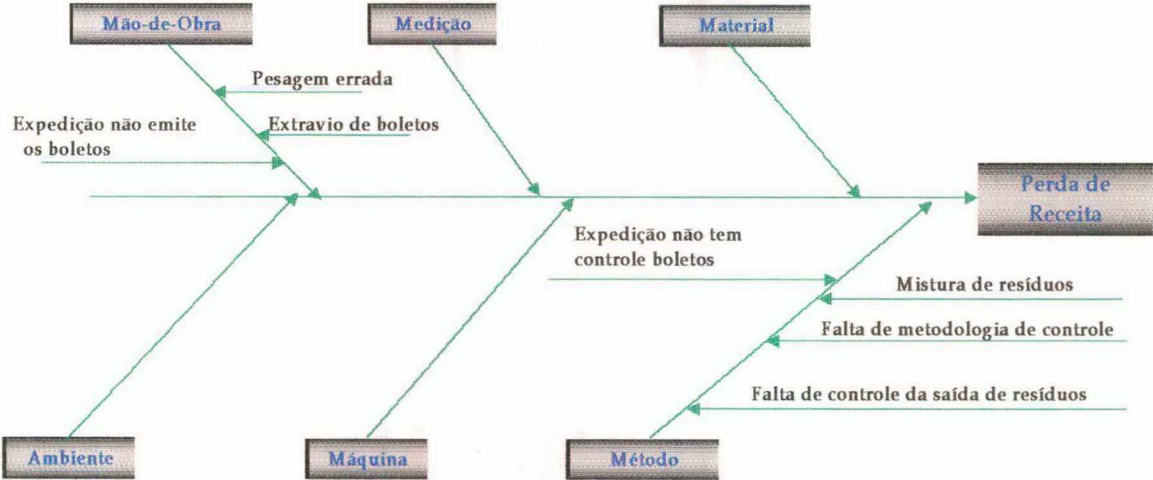 Mão-de-Obra
Medição
Material
Pesagem errada
Expedição não emite
os boletos
Extravio de boletos
Perda de
Receita
Expedição não tem
controle boletos
Mistura de resíduos
Falta de metodologia de controle
Falta de controle da saída de resíduos
Ambiente
Máquina
Método